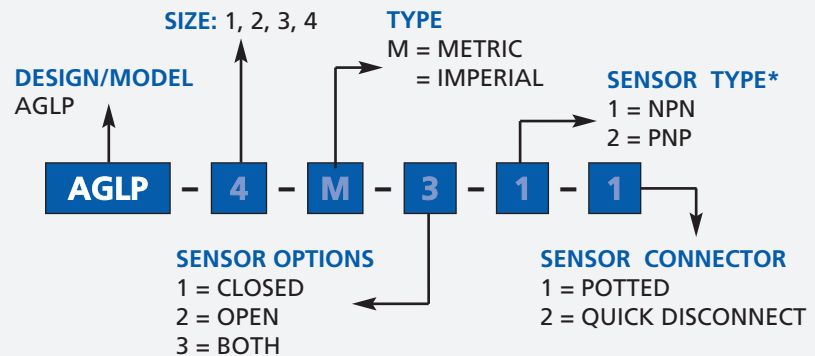 SIZE: 1, 2, 3, 4
TYPE
M = METRIC
= IMPERIAL
DESIGN/MODEL
AGLP
SENSOR TYPE*
1 = NPN
2 = PNP
AGLP - 4 - M - 3 - 1 - 1
SENSOR OPTIONS
1 = CLOSED
2 = OPEN
3 = BOTH
SENSOR CONNECTOR
1 = POTTED
2 = QUICK DISCONNECT